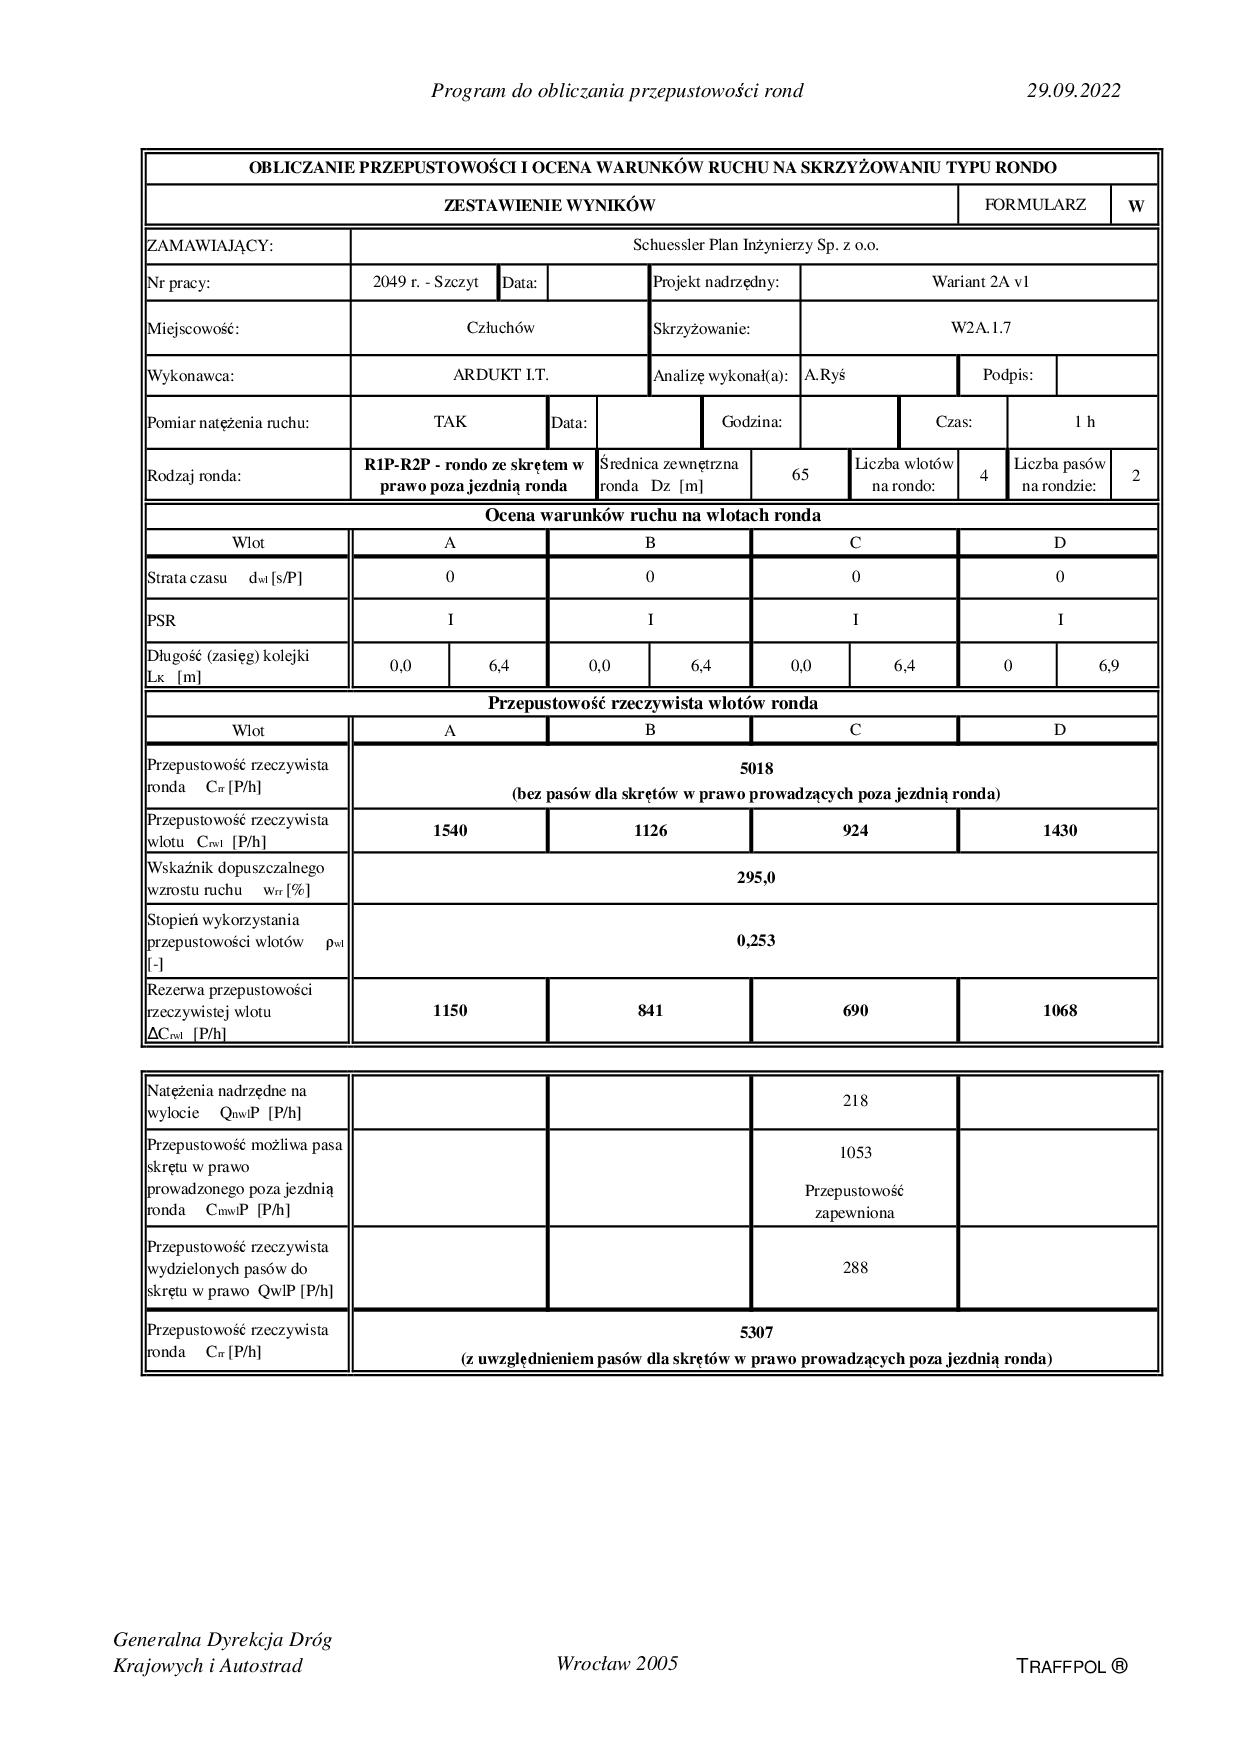 Program do obliczania przepustowości rond
29.09.2022
OBLICZANIE PRZEPUSTOWOŚCI I OCENA WARUNKÓW RUCHU NA SKRZYŻOWANIU TYPU RONDO
ZESTAWIENIE WYNIKÓW
FORMULARZ
W
ZAMAWIAJĄCY:
Schuessler Plan Inżynierzy Sp. z o.o.
Nr pracy:
2049 r. - Szczyt
Data:
Projekt nadrzędny:
Wariant 2A v1
Miejscowość:
Człuchów
Skrzyżowanie:
W2A.1.7
Wykonawca:
ARDUKT I.T.
Analizę wykonał(a):
A.Ryś
Podpis:
Pomiar natężenia ruchu:
TAK
Data:
Godzina:
Czas:
1 h
Rodzaj ronda:
R1P-R2P - rondo ze skrętem w
prawo poza jezdnią ronda
Średnica zewnętrzna
ronda Dz [m]
65
Liczba wlotów
na rondo:
4
Liczba pasów
na rondzie:
2
Ocena warunków ruchu na wlotach ronda
Wlot
A
B
C
D
Strata czasu dwl [s/P]
0
0
0
0
PSR
I
I
I
I
Długość (zasięg) kolejki
LK [m]
0,0
6,4
0,0
6,4
0,0
6,4
0
6,9
Przepustowość rzeczywista wlotów ronda
Wlot
A
B
C
D
Przepustowość rzeczywista
ronda Crr [P/h]
5018
(bez pasów dla skrętów w prawo prowadzących poza jezdnią ronda)
Przepustowość rzeczywista
wlotu Crwl [P/h]
1540
1126
924
1430
Wskaźnik dopuszczalnego
wzrostu ruchu wrr [%]
295,0
Stopień wykorzystania
przepustowości wlotów ρwl
[-]
0,253
Rezerwa przepustowości
rzeczywistej wlotu
ΔCrwl [P/h]
1150
841
690
1068
Natężenia nadrzędne na
wylocie QnwlP [P/h]
218
Przepustowość możliwa pasa
skrętu w prawo
prowadzonego poza jezdnią
ronda CmwlP [P/h]
1053
Przepustowość
zapewniona
Przepustowość rzeczywista
wydzielonych pasów do
skrętu w prawo QwlP [P/h]
288
Przepustowość rzeczywista
ronda Crr [P/h]
5307
(z uwzględnieniem pasów dla skrętów w prawo prowadzących poza jezdnią ronda)
Generalna Dyrekcja Dróg
Krajowych i Autostrad
Wrocław 2005
TRAFFPOL ®